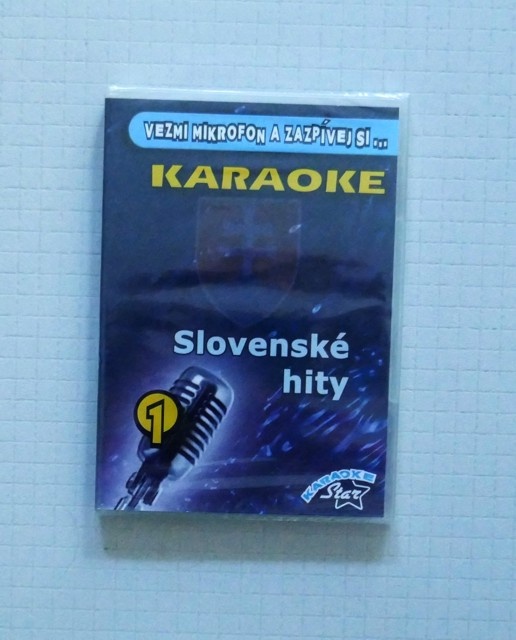 VEZMI MIKROFON A ZAZPÍVEJ SI...
KARAOKE
Slovenské
hity
1
KARAOKE
Star